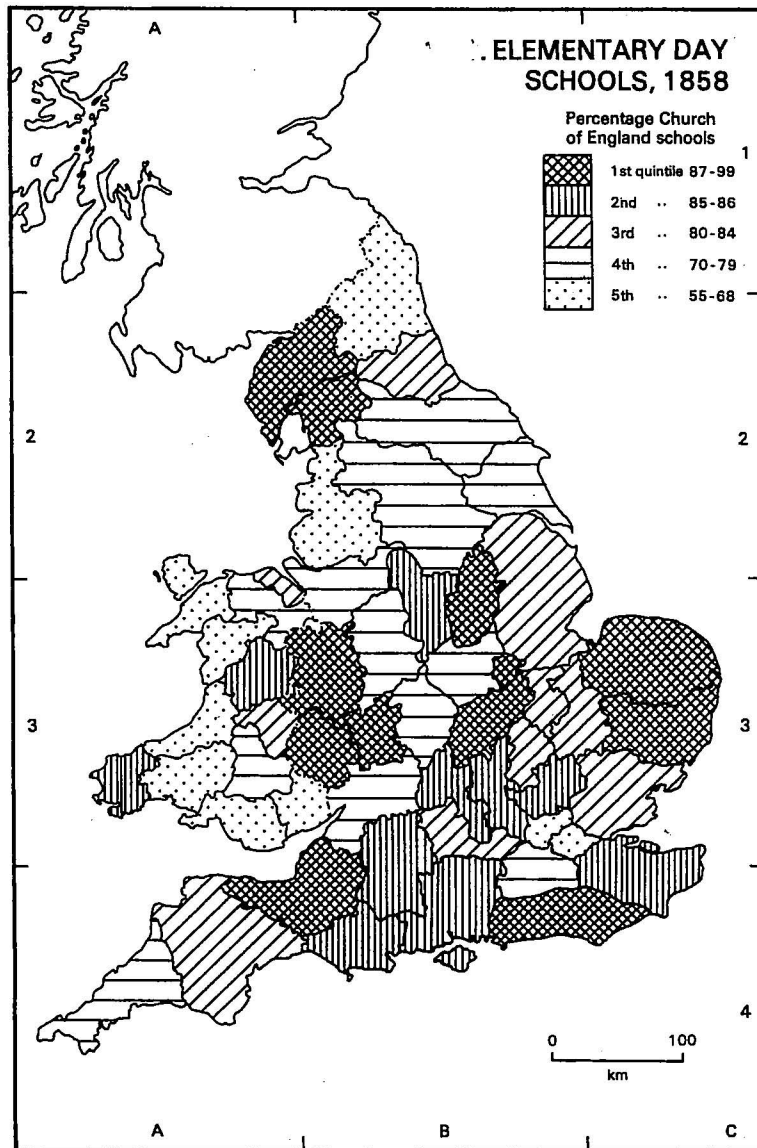 A
. ELEMENTARY DAY
SCHOOLS, 1858
Percentage Church
of England schools
1st quintile 87-99
2nd " 85-86
3rd " 80-84
4th " 70-79
5th " 55-68
1
2
2
3
3
4
0 100
km
A B C